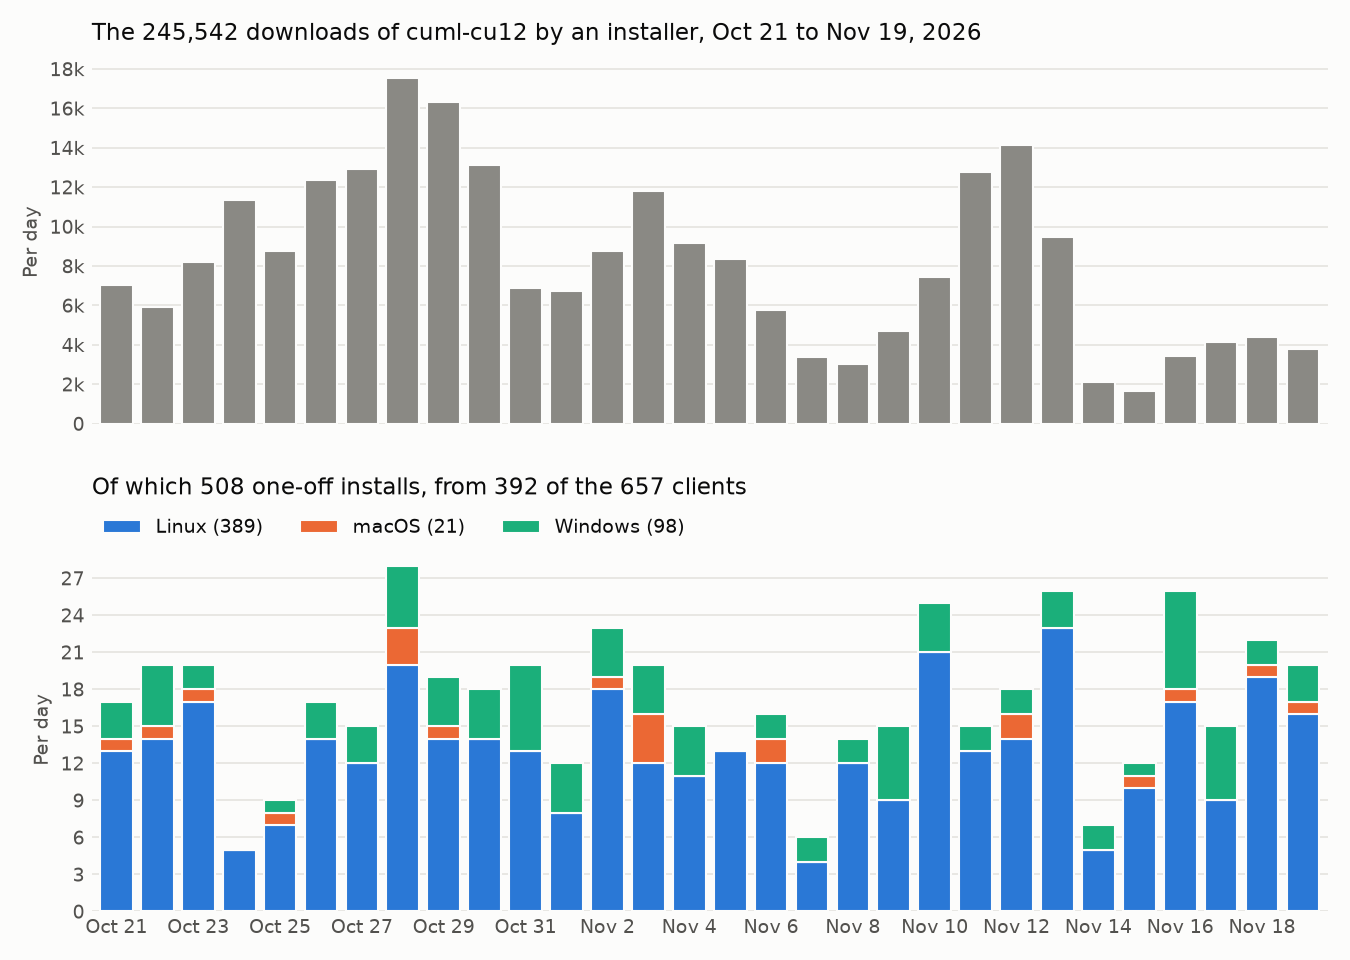 The 245,542 downloads of cuml-cu12 by an installer, Oct 21 to Nov 19, 2026
18k
16k
14k
12k
10k
8k
6k
4k
2k
0
Per day
Of which 508 one-off installs, from 392 of the 657 clients
Linux (389) macOS (21) Windows (98)
27
24
21
18
15
12
9
6
3
0
Per day
Oct 21 Oct 23 Oct 25 Oct 27 Oct 29 Oct 31 Nov 2 Nov 4 Nov 6 Nov 8 Nov 10 Nov 12 Nov 14 Nov 16 Nov 18